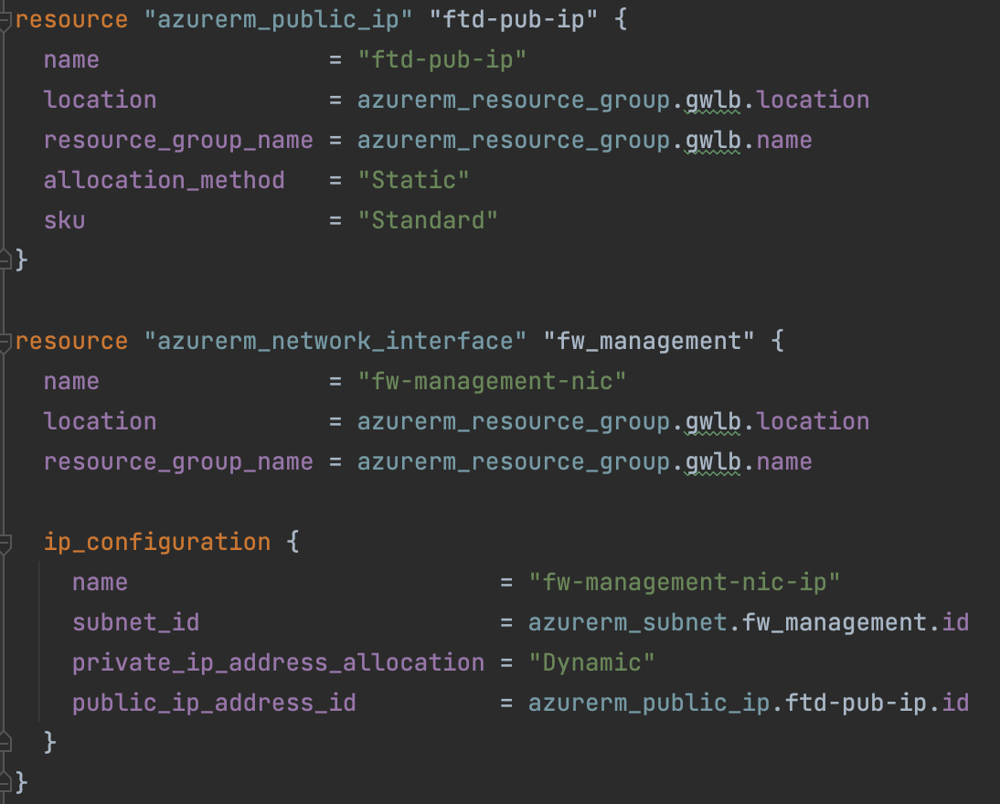 resource "azurerm_public_ip" "ftd-pub-ip" {
  name                = "ftd-pub-ip"
  location            = azurerm_resource_group.gwlb.location
  resource_group_name = azurerm_resource_group.gwlb.name
  allocation_method   = "Static"
  sku                 = "Standard"
}

resource "azurerm_network_interface" "fw_management" {
  name                = "fw-management-nic"
  location            = azurerm_resource_group.gwlb.location
  resource_group_name = azurerm_resource_group.gwlb.name

  ip_configuration {
    name                          = "fw-management-nic-ip"
    subnet_id                     = azurerm_subnet.fw_management.id
    private_ip_address_allocation = "Dynamic"
    public_ip_address_id          = azurerm_public_ip.ftd-pub-ip.id
  }
}